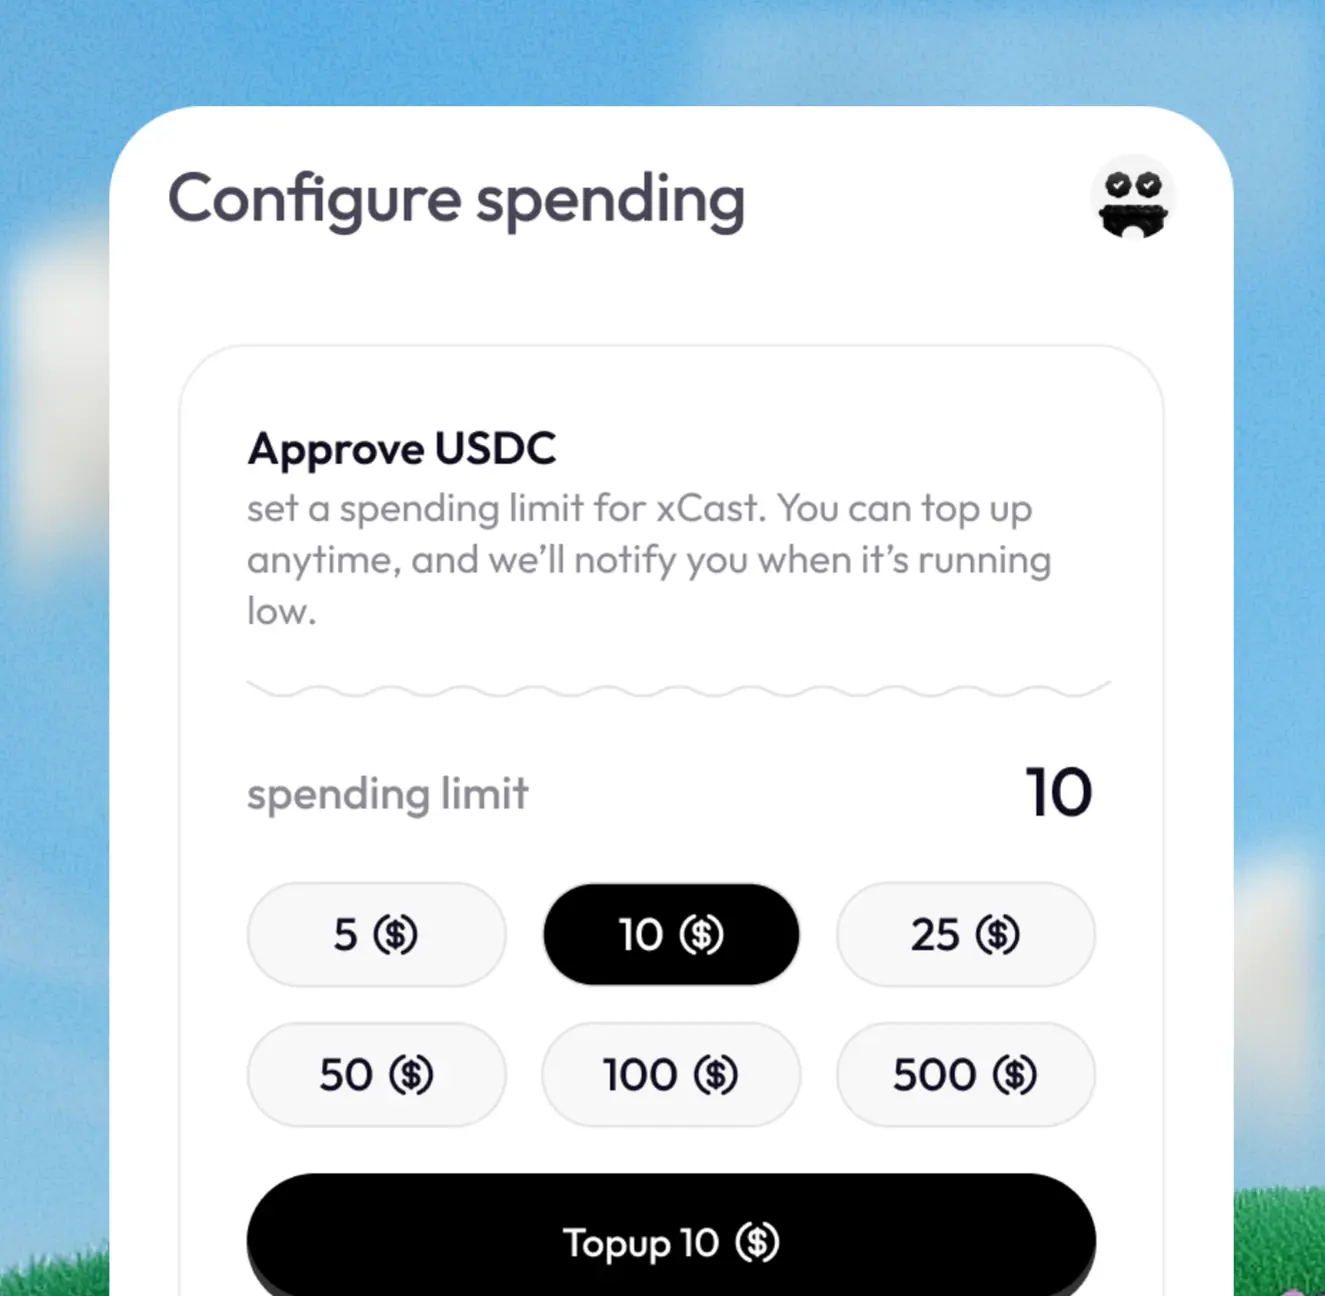 Configure spending
Approve USDC
set a spending limit for xCast. You can top up
anytime, and we’ll notify you when it’s running
low.
spending limit
10
5 ($)
10 ($)
25 ($)
50 ($)
100 ($)
500 ($)
Topup 10 ($)